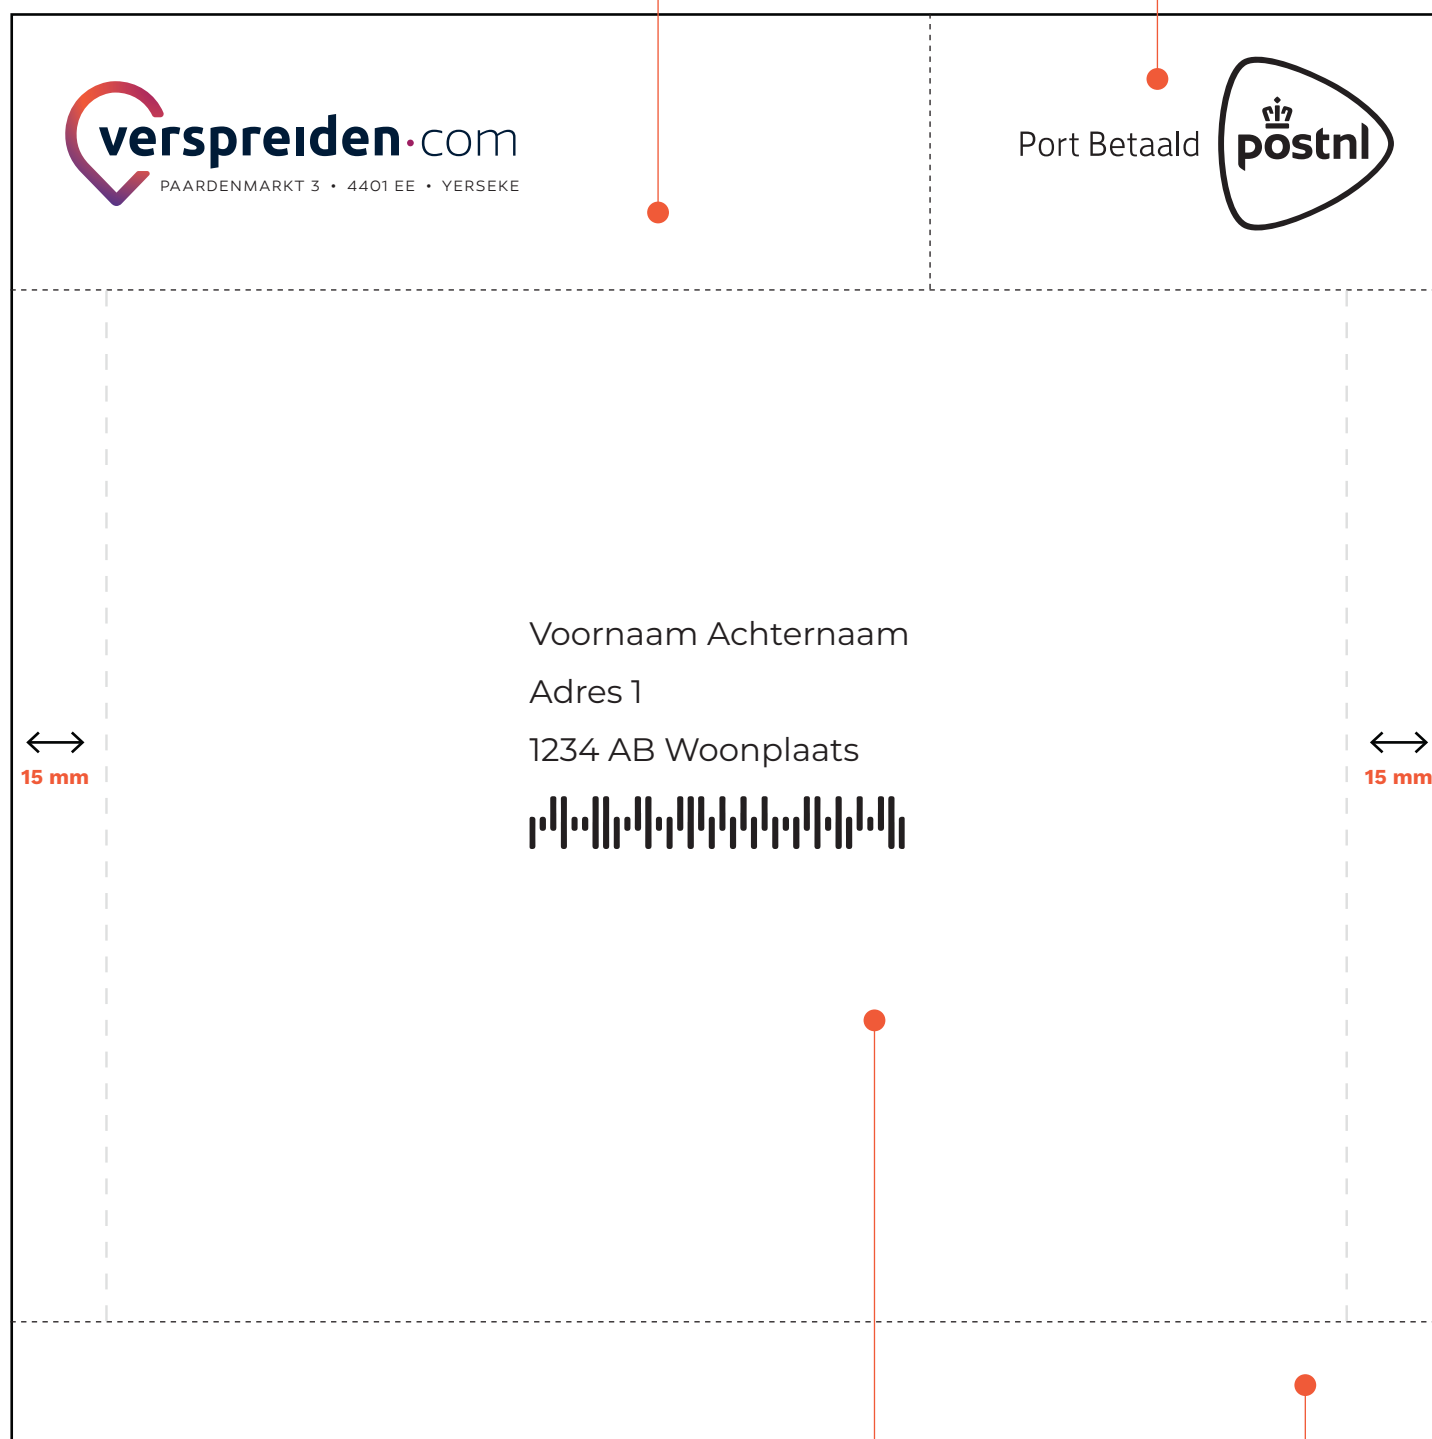 verspreiden.com
PAARDENMARKT 3 • 4401 EE • YERSEKE
Port Betaald
postnl
Voornaam Achternaam
Adres 1
1234 AB Woonplaats
15 mm
15 mm